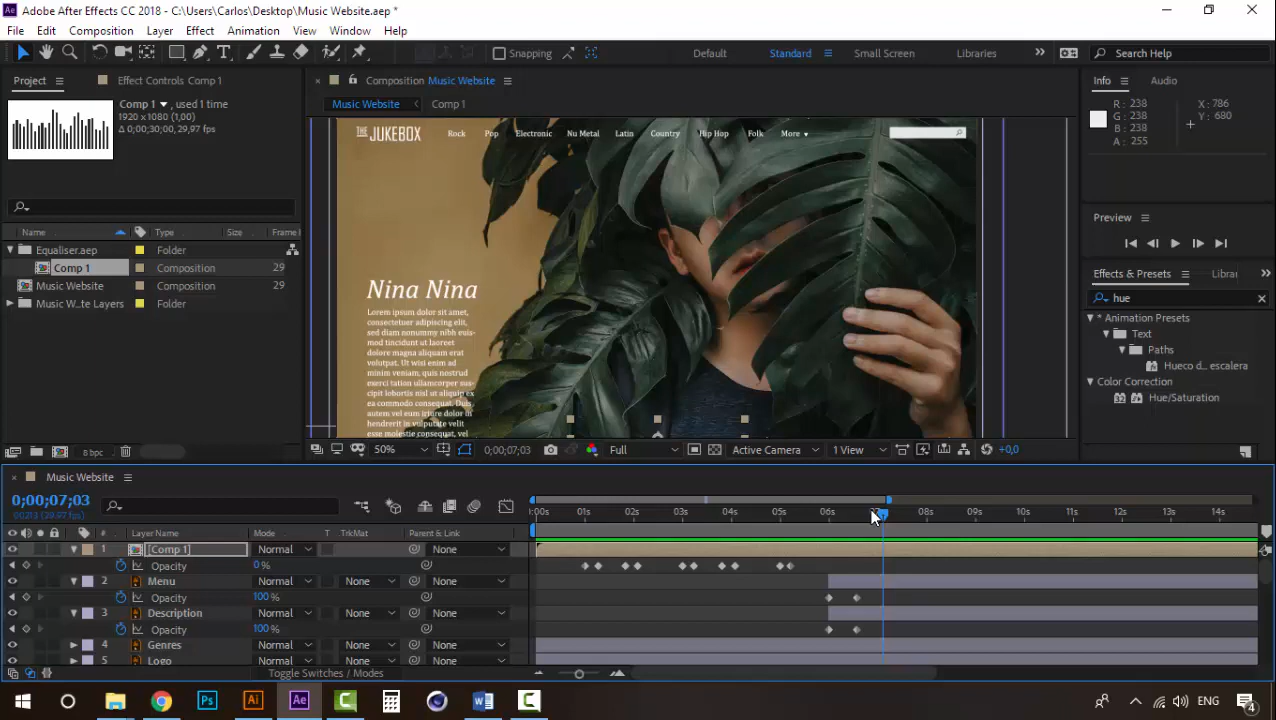 Adobe After Effects CC 2018 - C:\Users\Carlos\Desktop\Music Website.aep *
File Edit Composition Layer Effect Animation View Window Help
Snapping Default Standard Small Screen Libraries Search Help
Project Effect Controls Comp 1
Comp 1 , used 1 time
1920 x 1080 (1,00)
Δ 0;00;30;00, 29,97 fps
Name Type Size Frame
Equaliser.aep Folder
Comp 1 Composition 29
Music Website Composition 29
Music W...te Layers Folder
8 bpc
Composition Music Website
Music Website Comp 1
THE JUKEBOX Rock Pop Electronic Nu Metal Latin Country Hip Hop Folk More
Nina Nina
Lorem ipsum dolor sit amet,
consectetuer adipiscing elit,
sed diam nonummy nibh euis-
mod tincidunt ut laoreet
dolore magna aliquam erat
volutpat. Ut wisi enim ad
minim veniam, quis nostrud
exerci tation ullamcorper sus-
cipit lobortis nisl ut aliquip ex
ea commodo consequat. Duis
autem vel eum iriure dolor in
hendrerit in vulputate velit
esse molestie consequat, vel
50% 0;00;07;03 Full Active Camera 1 View +0,0
Info Audio
R: 238 X: 786
G: 238 Y: 680
B: 238
A: 255
Preview
Effects & Presets Librar
hue
* Animation Presets
Text
Paths
Hueco d... escalera
Color Correction
Hue/Saturation
Music Website
0;00;07;03
00213 (29.97 fps)
:00s 01s 02s 03s 04s 05s 06s 08s 09s 10s 11s 12s 13s 14s
# Layer Name Mode T TrkMat Parent & Link
1 [Comp 1] Normal None
Opacity 0 %
2 Menu Normal None None
Opacity 100 %
3 Description Normal None None
Opacity 100 %
4 Genres Normal None None
5 Logo Normal None None
Toggle Switches / Modes
Ps Ai Ae ENG 4